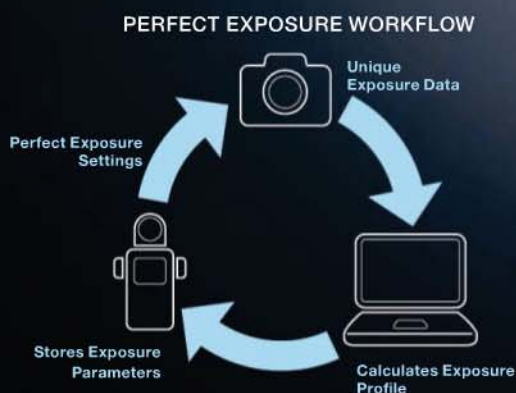 PERFECT EXPOSURE WORKFLOW
Unique
Exposure Data
Perfect Exposure
Settings
Stores Exposure
Parameters
Calculates Exposure
Profile